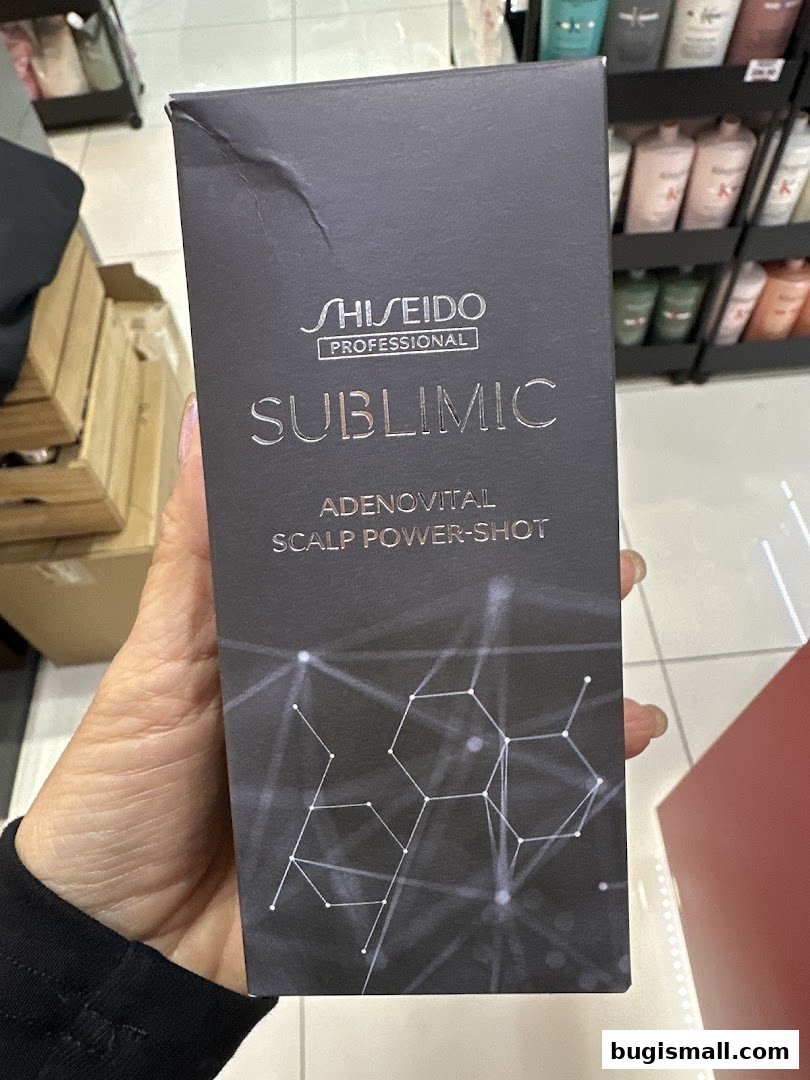 SHISEIDO
PROFESSIONAL
SUBLIMIC
ADENOVITAL
SCALP POWER-SHOT
bugismall.com